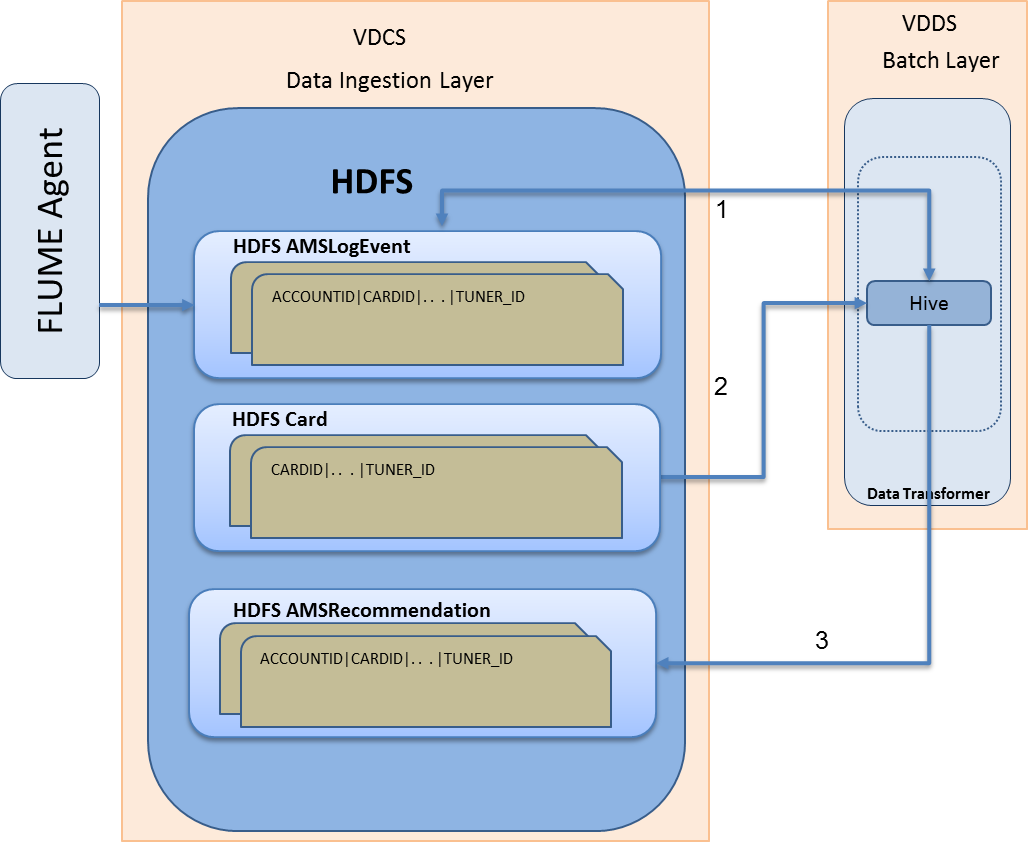 VDCS
Data Ingestion Layer
VDDS
Batch Layer
FLUME Agent
HDFS
1
HDFS AMSLogEvent
ACCOUNTID|CARDID|. . . |TUNER_ID
Hive
2
HDFS Card
CARDID|. . . |TUNER_ID
Data Transformer
HDFS AMSRecommendation
3
ACCOUNTID|CARDID|. . . |TUNER_ID